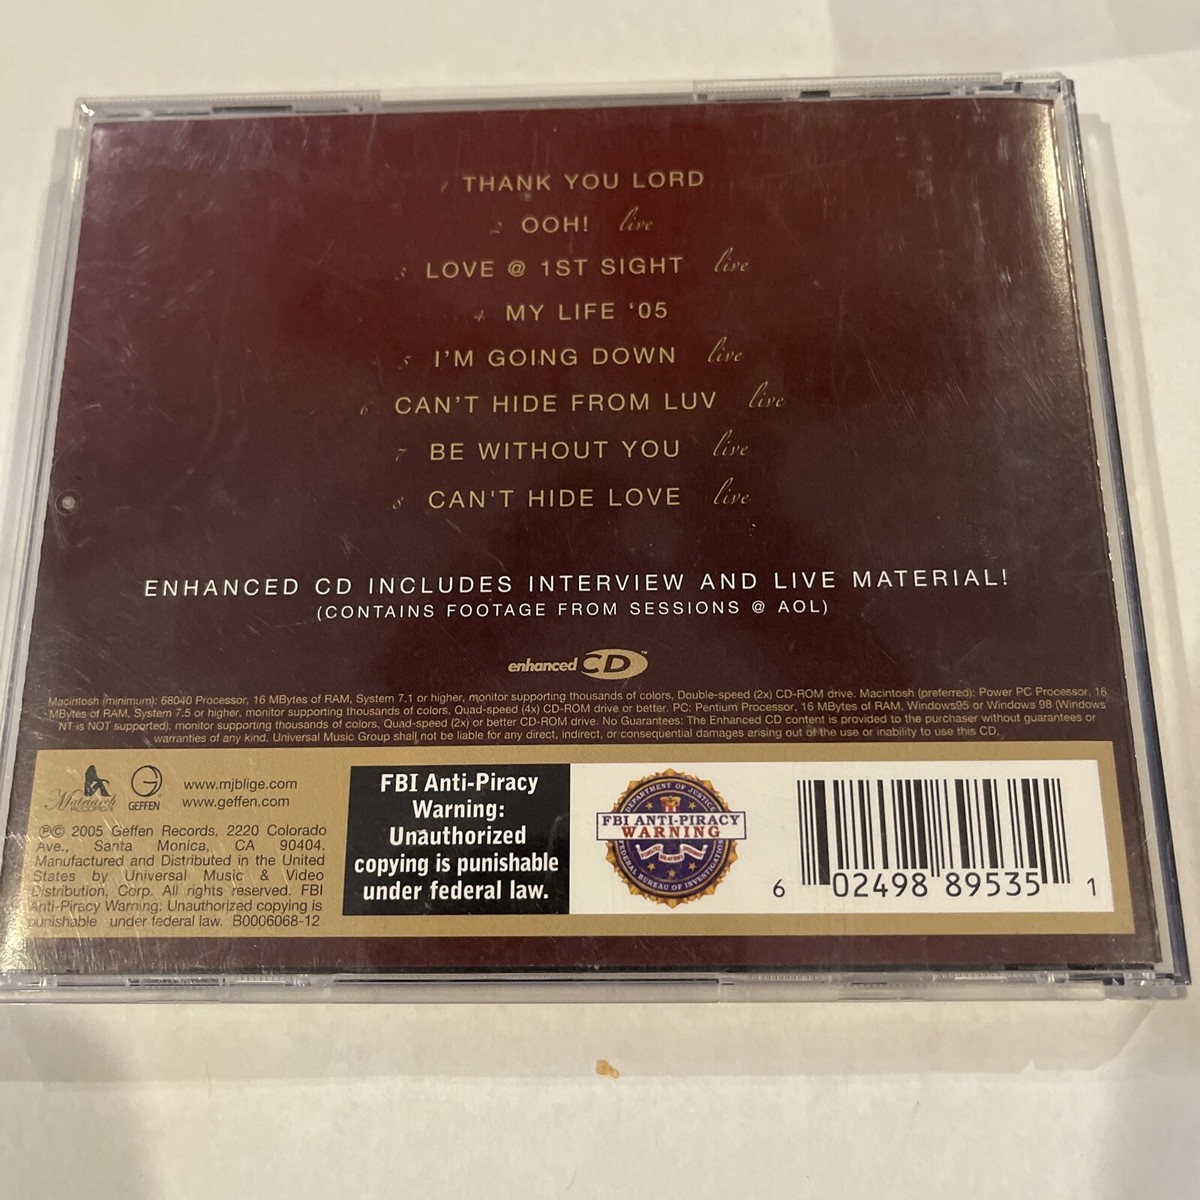 1 THANK YOU LORD
2 OOH! live
3 LOVE @ 1ST SIGHT live
4 MY LIFE '05
5 I'M GOING DOWN live
6 CAN'T HIDE FROM LUV live
7 BE WITHOUT YOU live
8 CAN'T HIDE LOVE live
ENHANCED CD INCLUDES INTERVIEW AND LIVE MATERIAL!
(CONTAINS FOOTAGE FROM SESSIONS @ AOL)
enhanced CD™
Macintosh (minimum): 68040 Processor, 16 MBytes of RAM, System 7.1 or higher, monitor supporting thousands of colors, Double-speed (2x) CD-ROM drive. Macintosh (preferred): Power PC Processor, 16
MBytes of RAM, System 7.5 or higher, monitor supporting thousands of colors, Quad-speed (4x) CD-ROM drive or better. PC: Pentium Processor, 16 MBytes of RAM, Windows95 or Windows 98 (Windows
NT is NOT supported), monitor supporting thousands of colors, Quad-speed (2x) or better CD-ROM drive. No Guarantees: The Enhanced CD content is provided to the purchaser without guarantees or
warranties of any kind. Universal Music Group shall not be liable for any direct, indirect, or consequential damages arising out of the use or inability to use this CD.
Matriarch
GEFFEN
www.mjblige.com
www.geffen.com
℗© 2005 Geffen Records, 2220 Colorado
Ave., Santa Monica, CA 90404.
Manufactured and Distributed in the United
States by Universal Music & Video
Distribution, Corp. All rights reserved. FBI
Anti-Piracy Warning: Unauthorized copying is
punishable under federal law. B0006068-12
FBI Anti-Piracy
Warning:
Unauthorized
copying is punishable
under federal law.
DEPARTMENT OF JUSTICE
FBI ANTI-PIRACY
WARNING
FEDERAL BUREAU OF INVESTIGATION
6 02498 89535 1